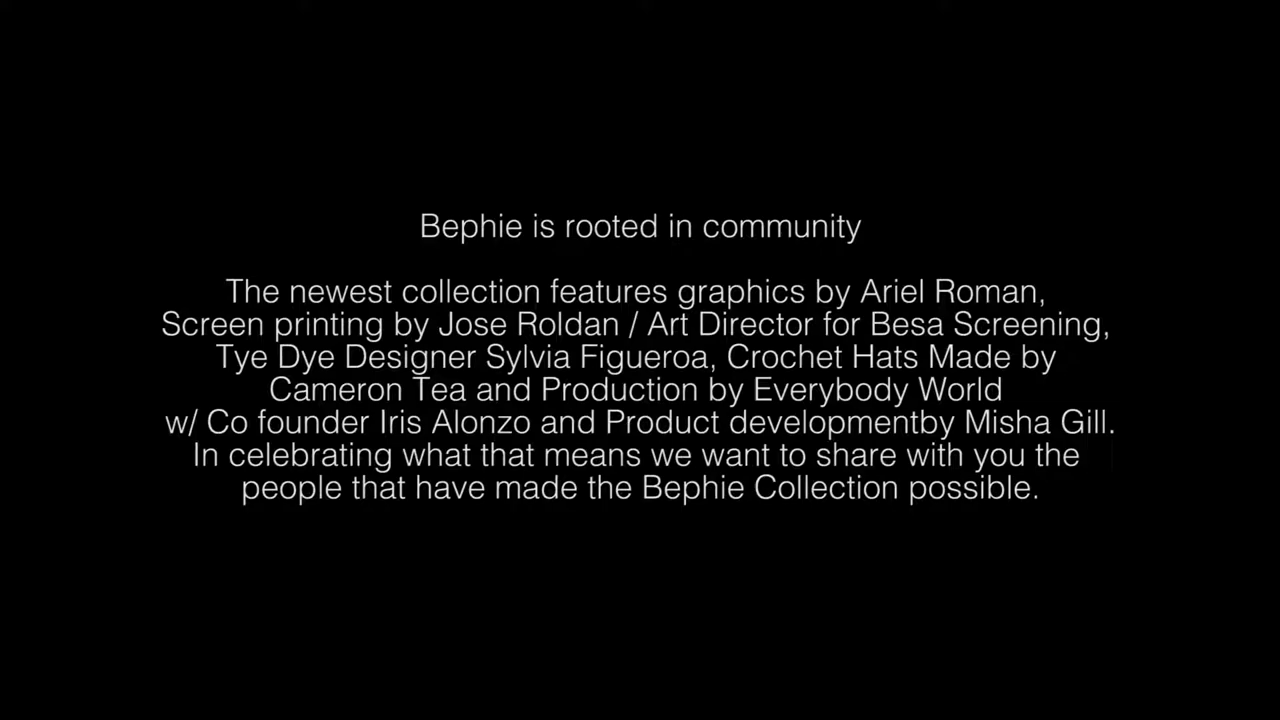 Bephie is rooted in community
The newest collection features graphics by Ariel Roman,
Screen printing by Jose Roldan / Art Director for Besa Screening,
Tye Dye Designer Sylvia Figueroa, Crochet Hats Made by
Cameron Tea and Production by Everybody World
w/ Co founder Iris Alonzo and Product developmentby Misha Gill.
In celebrating what that means we want to share with you the
people that have made the Bephie Collection possible.